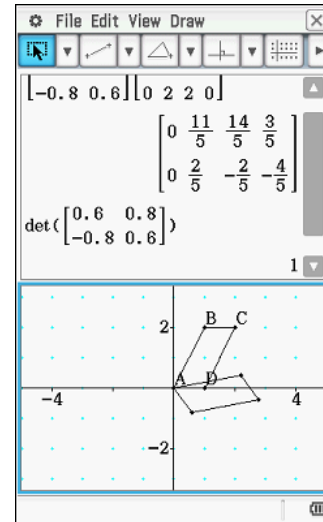 File Edit View Draw
[-0.8 0.6][0 2 2 0]
[0 11/5 14/5 3/5
0 2/5 -2/5 -4/5]
det([0.6 0.8
-0.8 0.6])
1
B C
2
A D
-4 4
-2